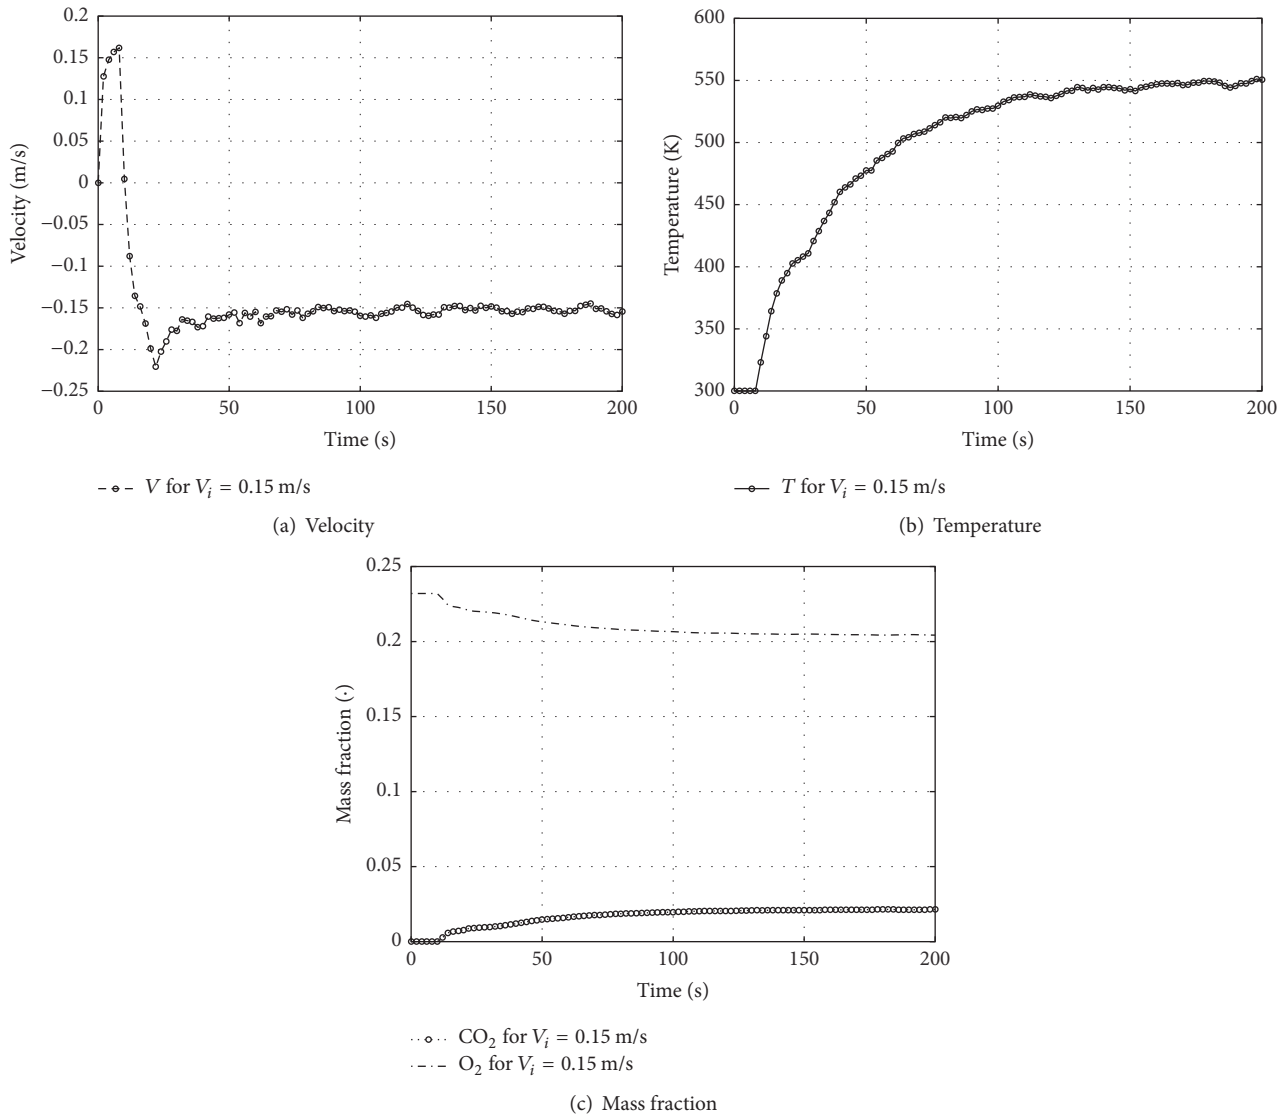 0.2
0.15
0.1
0.05
0
−0.05
−0.1
−0.15
−0.2
−0.25
Velocity (m/s)
0 50 100 150 200
Time (s)
V for V_i = 0.15 m/s
(a) Velocity
600
550
500
450
400
350
300
Temperature (K)
0 50 100 150 200
Time (s)
T for V_i = 0.15 m/s
(b) Temperature
0.25
0.2
0.15
0.1
0.05
0
Mass fraction (·)
0 50 100 150 200
Time (s)
CO₂ for V_i = 0.15 m/s
O₂ for V_i = 0.15 m/s
(c) Mass fraction